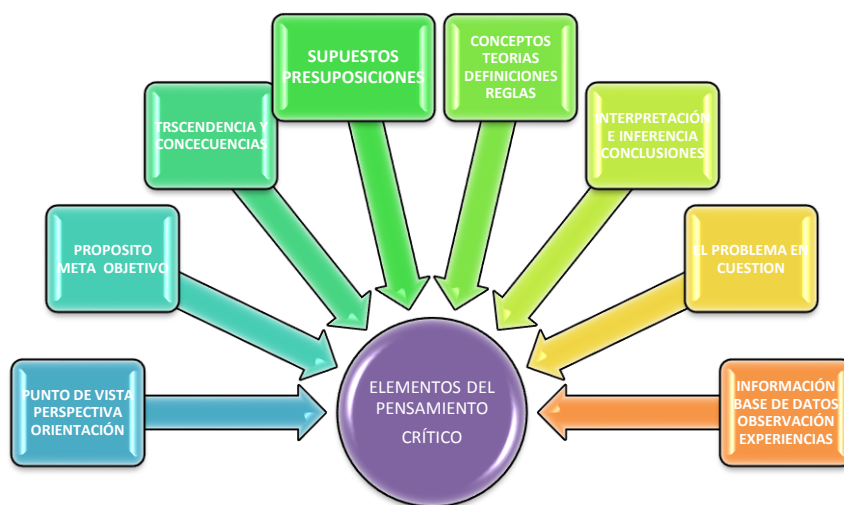 SUPUESTOS
PRESUPOSICIONES
CONCEPTOS
TEORIAS
DEFINICIONES
REGLAS
TRSCENDENCIA Y
CONCECUENCIAS
INTERPRETACIÓN
E INFERENCIA
CONCLUSIONES
PROPOSITO
META OBJETIVO
EL PROBLEMA EN
CUESTION
PUNTO DE VISTA
PERSPECTIVA
ORIENTACIÓN
ELEMENTOS DEL
PENSAMIENTO
CRÍTICO
INFORMACIÓN
BASE DE DATOS
OBSERVACIÓN
EXPERIENCIAS